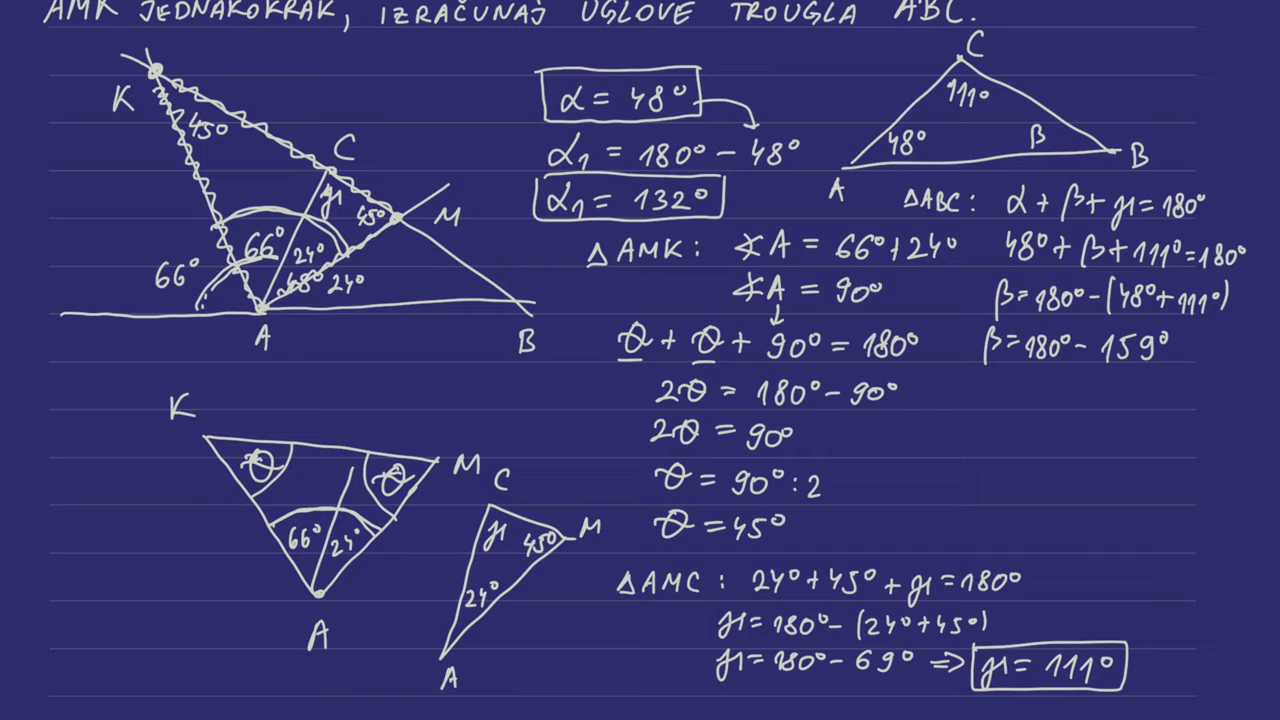 AMK JEDNAKOKRAK, IZRAČUNAJ UGLOVE TROUGLA ABC.
K
45°
C
γ1
45°
M
66°
24°
66°
48°
24°
A
B
α = 48°
α1 = 180° - 48°
α1 = 132°
Δ AMK: ∢A = 66° + 24°
∢A = 90°
θ + θ + 90° = 180°
2θ = 180° - 90°
2θ = 90°
θ = 90° : 2
θ = 45°
C
111°
48°
β
A
B
ΔABC: α + β + γ1 = 180°
48° + β + 111° = 180°
β = 180° - (48° + 111°)
β = 180° - 159°
K
θ
θ
M
66°
24°
A
C
γ1
45°
M
24°
A
ΔAMC : 24° + 45° + γ1 = 180°
γ1 = 180° - (24° + 45°)
γ1 = 180° - 69° => γ1 = 111°